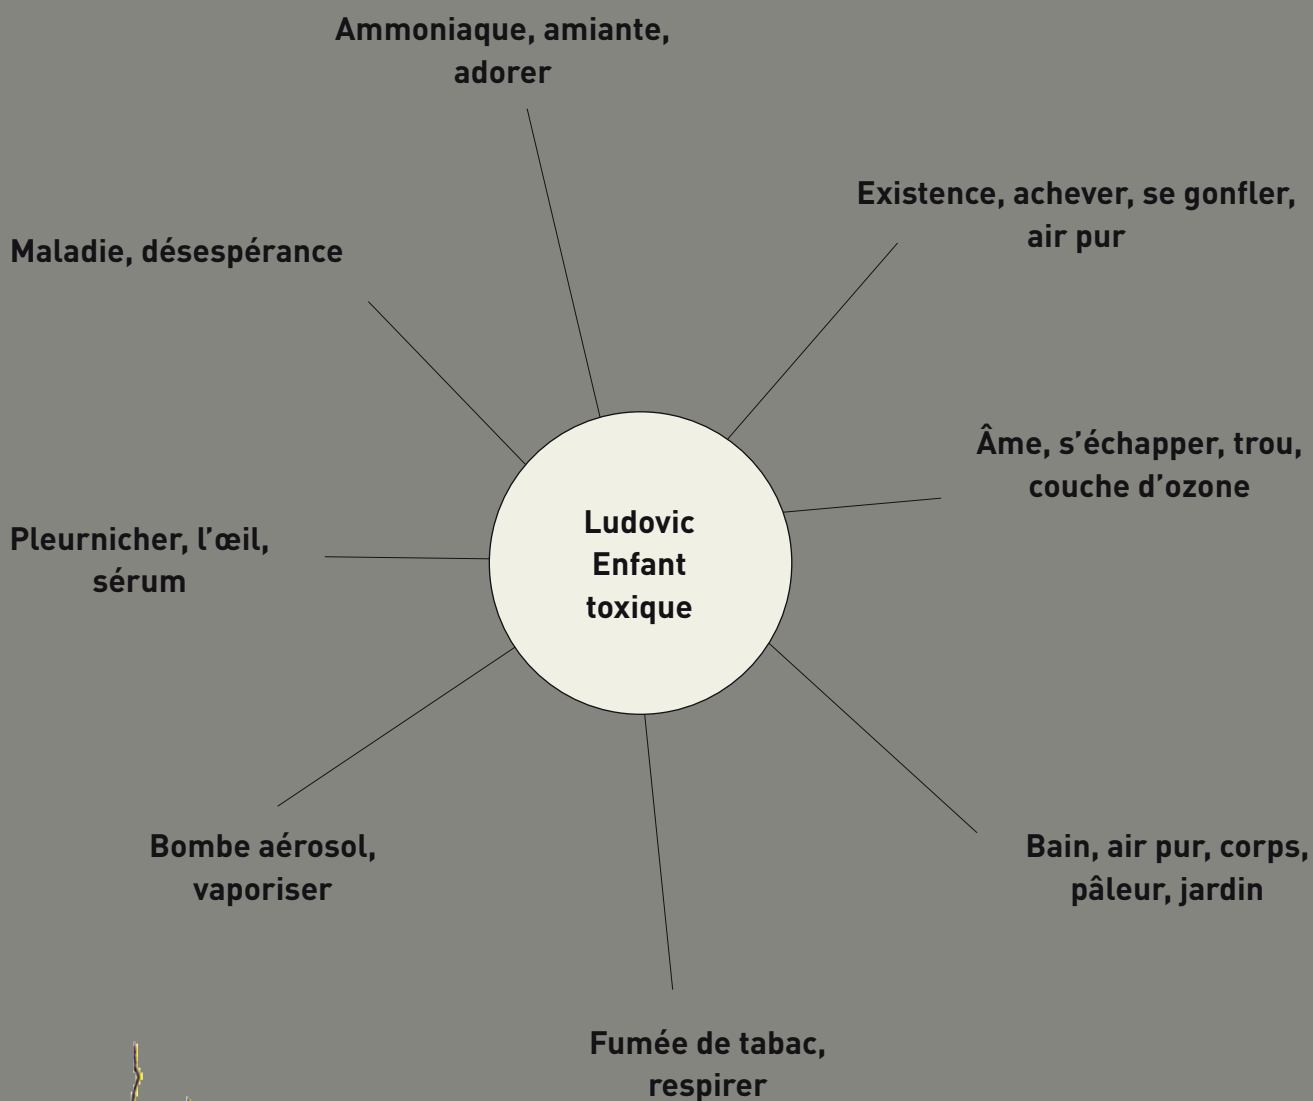 Ammoniaque, amiante,
adorer
Existence, achever, se gonfler,
air pur
Maladie, désespérance
Âme, s’échapper, trou,
couche d’ozone
Ludovic
Enfant
toxique
Pleurnicher, l’œil,
sérum
Bombe aérosol,
vaporiser
Bain, air pur, corps,
pâleur, jardin
Fumée de tabac,
respirer